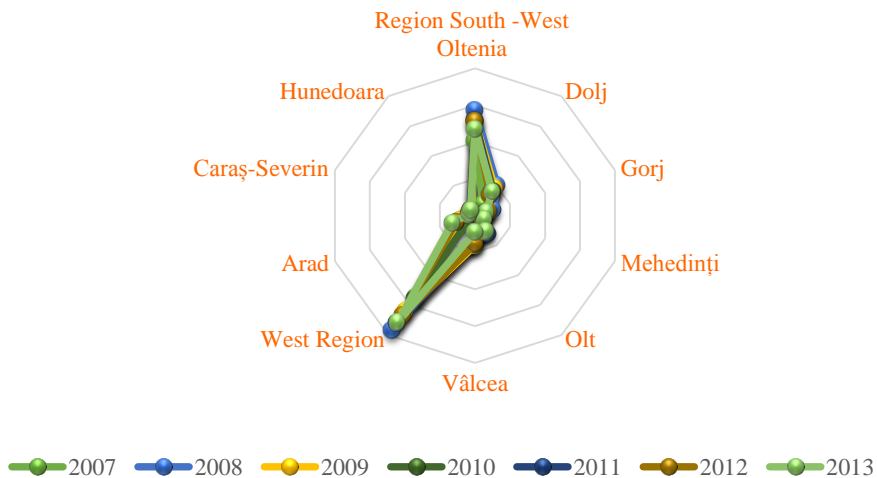 Region South -West
Oltenia
Dolj
Gorj
Mehedinți
Olt
Vâlcea
West Region
Arad
Caraș-Severin
Hunedoara
2007 2008 2009 2010 2011 2012 2013